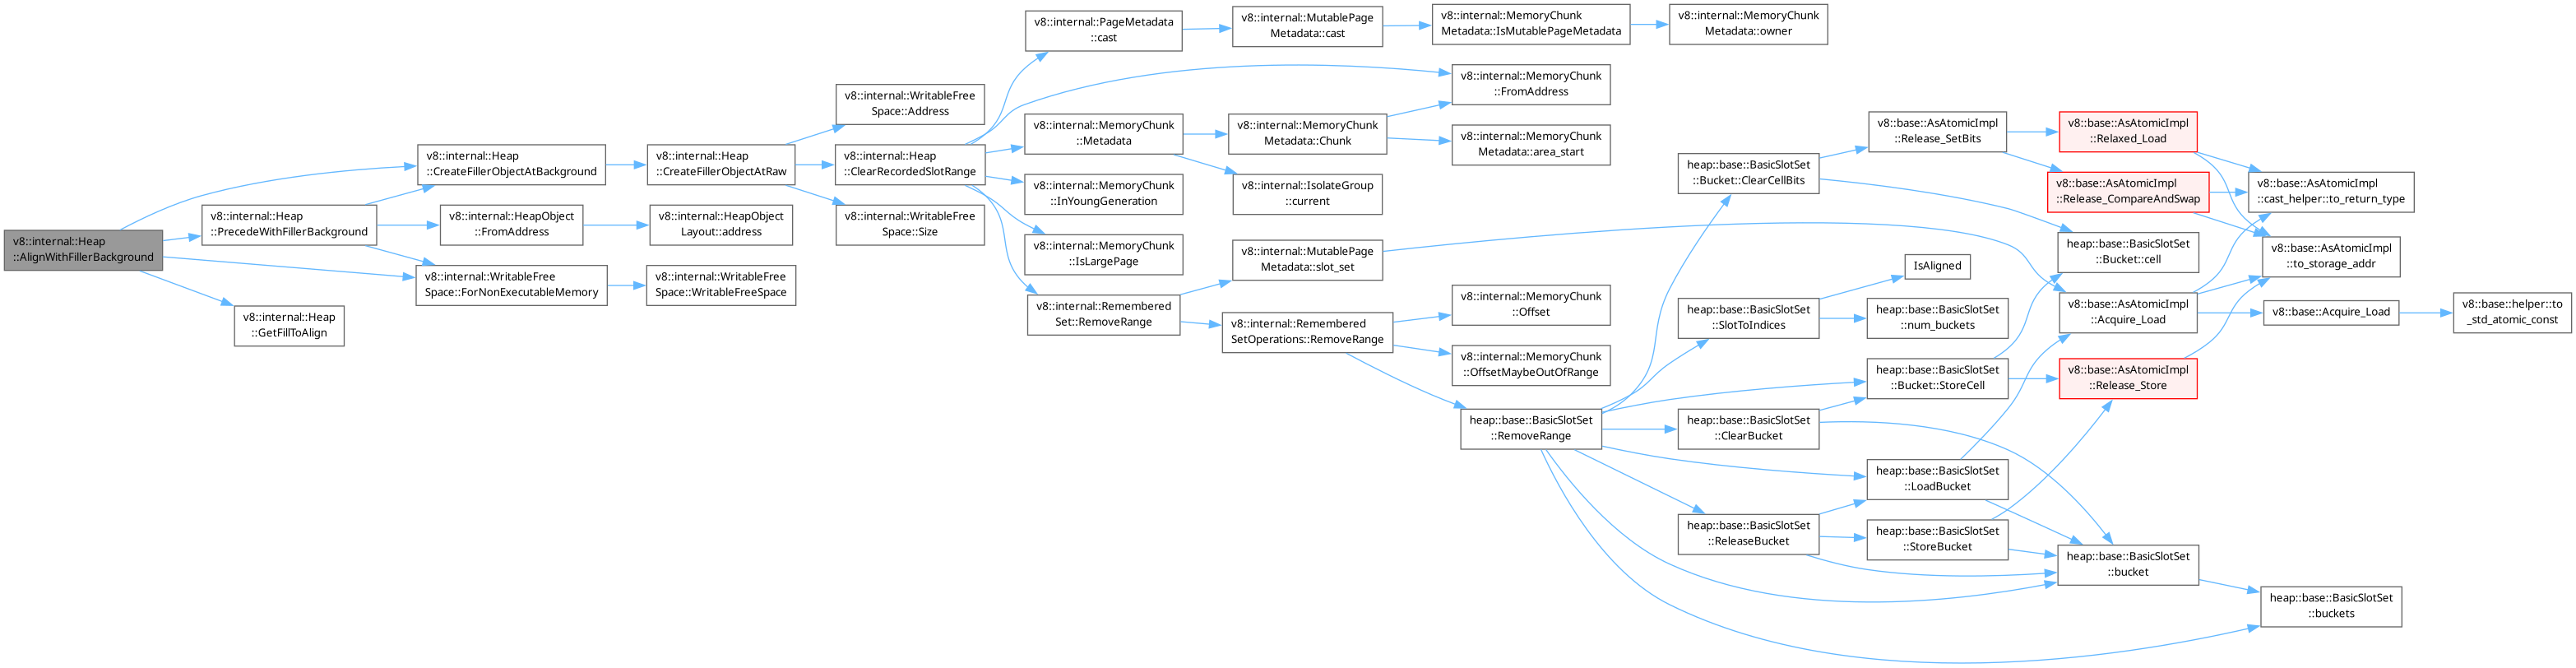 v8::internal::Heap
::AlignWithFillerBackground
v8::internal::Heap
::CreateFillerObjectAtBackground
v8::internal::Heap
::PrecedeWithFillerBackground
v8::internal::WritableFree
Space::ForNonExecutableMemory
v8::internal::Heap
::GetFillToAlign
v8::internal::HeapObject
::FromAddress
v8::internal::HeapObject
Layout::address
v8::internal::WritableFree
Space::WritableFreeSpace
v8::internal::Heap
::CreateFillerObjectAtRaw
v8::internal::WritableFree
Space::Address
v8::internal::Heap
::ClearRecordedSlotRange
v8::internal::WritableFree
Space::Size
v8::internal::PageMetadata
::cast
v8::internal::MutablePage
Metadata::cast
v8::internal::MemoryChunk
Metadata::IsMutablePageMetadata
v8::internal::MemoryChunk
Metadata::owner
v8::internal::MemoryChunk
::FromAddress
v8::internal::MemoryChunk
::Metadata
v8::internal::MemoryChunk
Metadata::Chunk
v8::internal::MemoryChunk
Metadata::area_start
v8::internal::IsolateGroup
::current
v8::internal::MemoryChunk
::InYoungGeneration
v8::internal::MemoryChunk
::IsLargePage
v8::internal::Remembered
Set::RemoveRange
v8::internal::MutablePage
Metadata::slot_set
v8::internal::Remembered
SetOperations::RemoveRange
v8::internal::MemoryChunk
::Offset
v8::internal::MemoryChunk
::OffsetMaybeOutOfRange
heap::base::BasicSlotSet
::RemoveRange
heap::base::BasicSlotSet
::Bucket::ClearCellBits
heap::base::BasicSlotSet
::SlotToIndices
IsAligned
heap::base::BasicSlotSet
::num_buckets
heap::base::BasicSlotSet
::Bucket::StoreCell
heap::base::BasicSlotSet
::ClearBucket
heap::base::BasicSlotSet
::LoadBucket
heap::base::BasicSlotSet
::ReleaseBucket
heap::base::BasicSlotSet
::StoreBucket
v8::base::AsAtomicImpl
::Release_SetBits
v8::base::AsAtomicImpl
::Relaxed_Load
v8::base::AsAtomicImpl
::Release_CompareAndSwap
heap::base::BasicSlotSet
::Bucket::cell
v8::base::AsAtomicImpl
::Acquire_Load
v8::base::AsAtomicImpl
::Release_Store
heap::base::BasicSlotSet
::bucket
v8::base::AsAtomicImpl
::cast_helper::to_return_type
v8::base::AsAtomicImpl
::to_storage_addr
v8::base::Acquire_Load
v8::base::helper::to
_std_atomic_const
heap::base::BasicSlotSet
::buckets